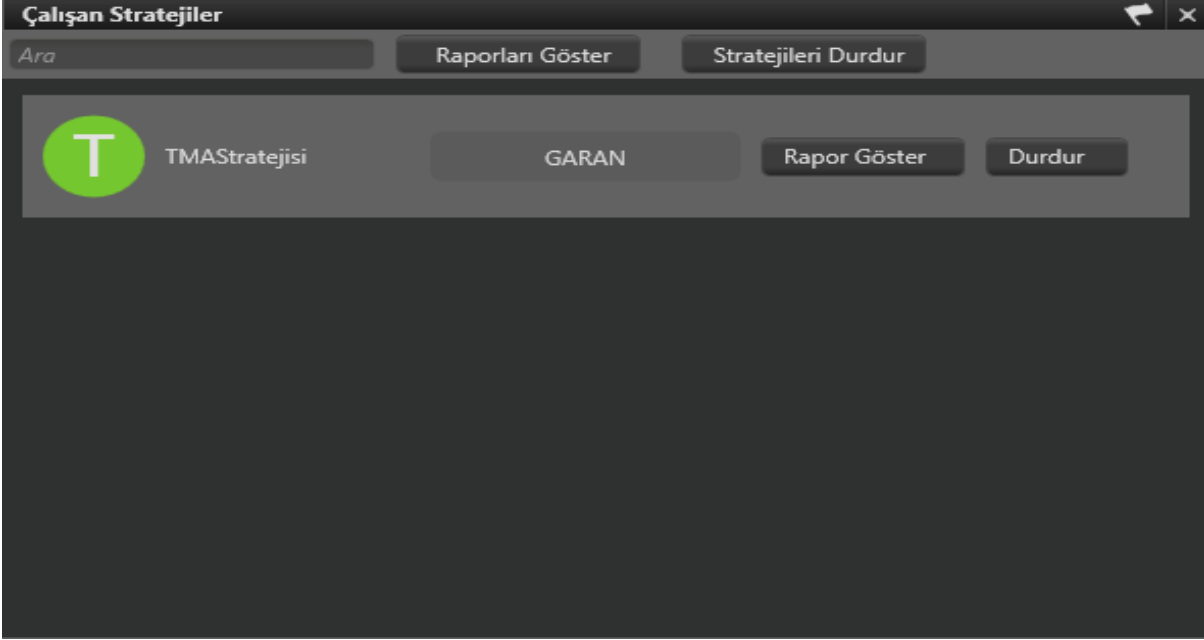 Çalışan Stratejiler
Ara Raporları Göster Stratejileri Durdur
T TMAStratejisi GARAN Rapor Göster Durdur